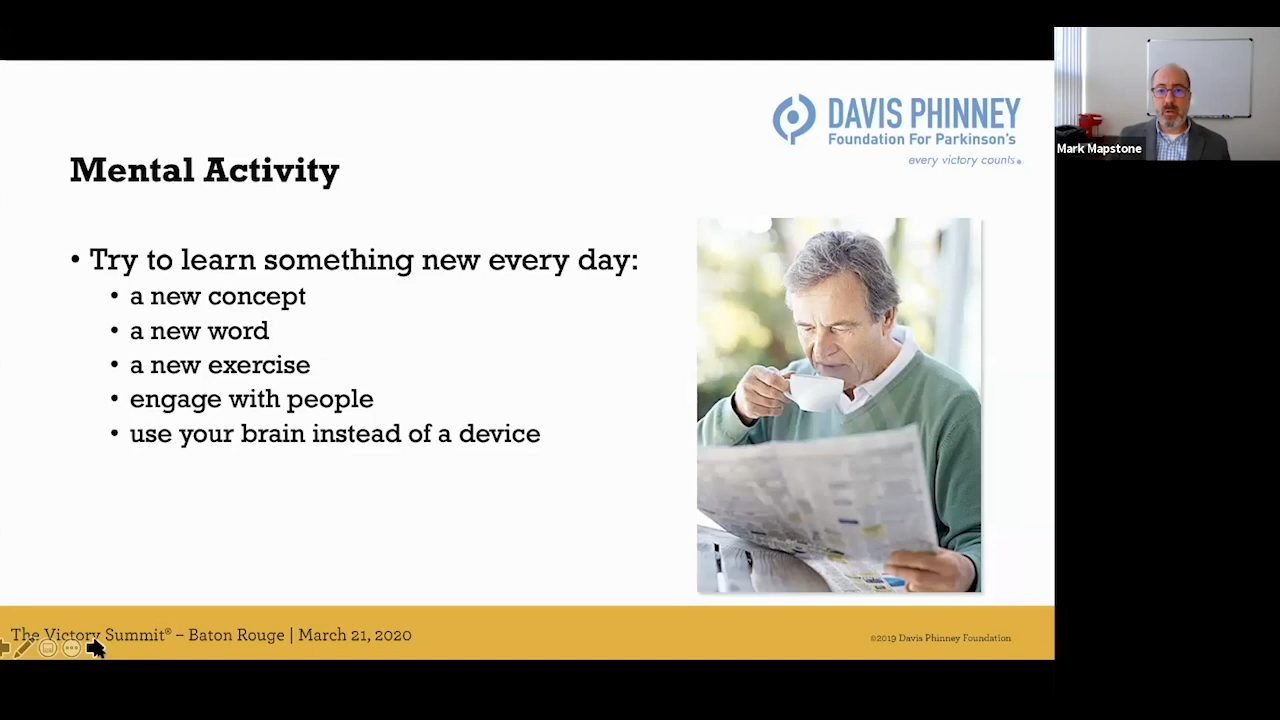 DAVIS PHINNEY
Foundation For Parkinson's
every victory counts®
Mark Mapstone
Mental Activity
• Try to learn something new every day:
• a new concept
• a new word
• a new exercise
• engage with people
• use your brain instead of a device
The Victory Summit® – Baton Rouge | March 21, 2020
©2019 Davis Phinney Foundation